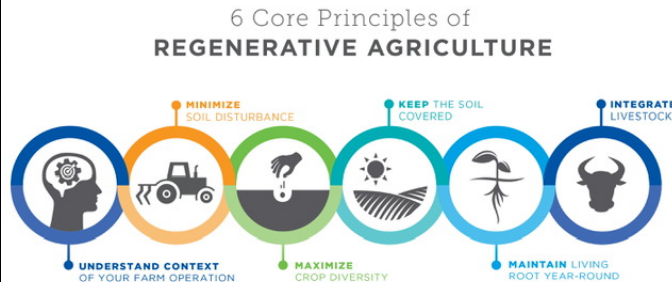 6 Core Principles of
REGENERATIVE AGRICULTURE
MINIMIZE
SOIL DISTURBANCE
KEEP THE SOIL
COVERED
INTEGRATE
LIVESTOCK
UNDERSTAND CONTEXT
OF YOUR FARM OPERATION
MAXIMIZE
CROP DIVERSITY
MAINTAIN LIVING
ROOT YEAR-ROUND